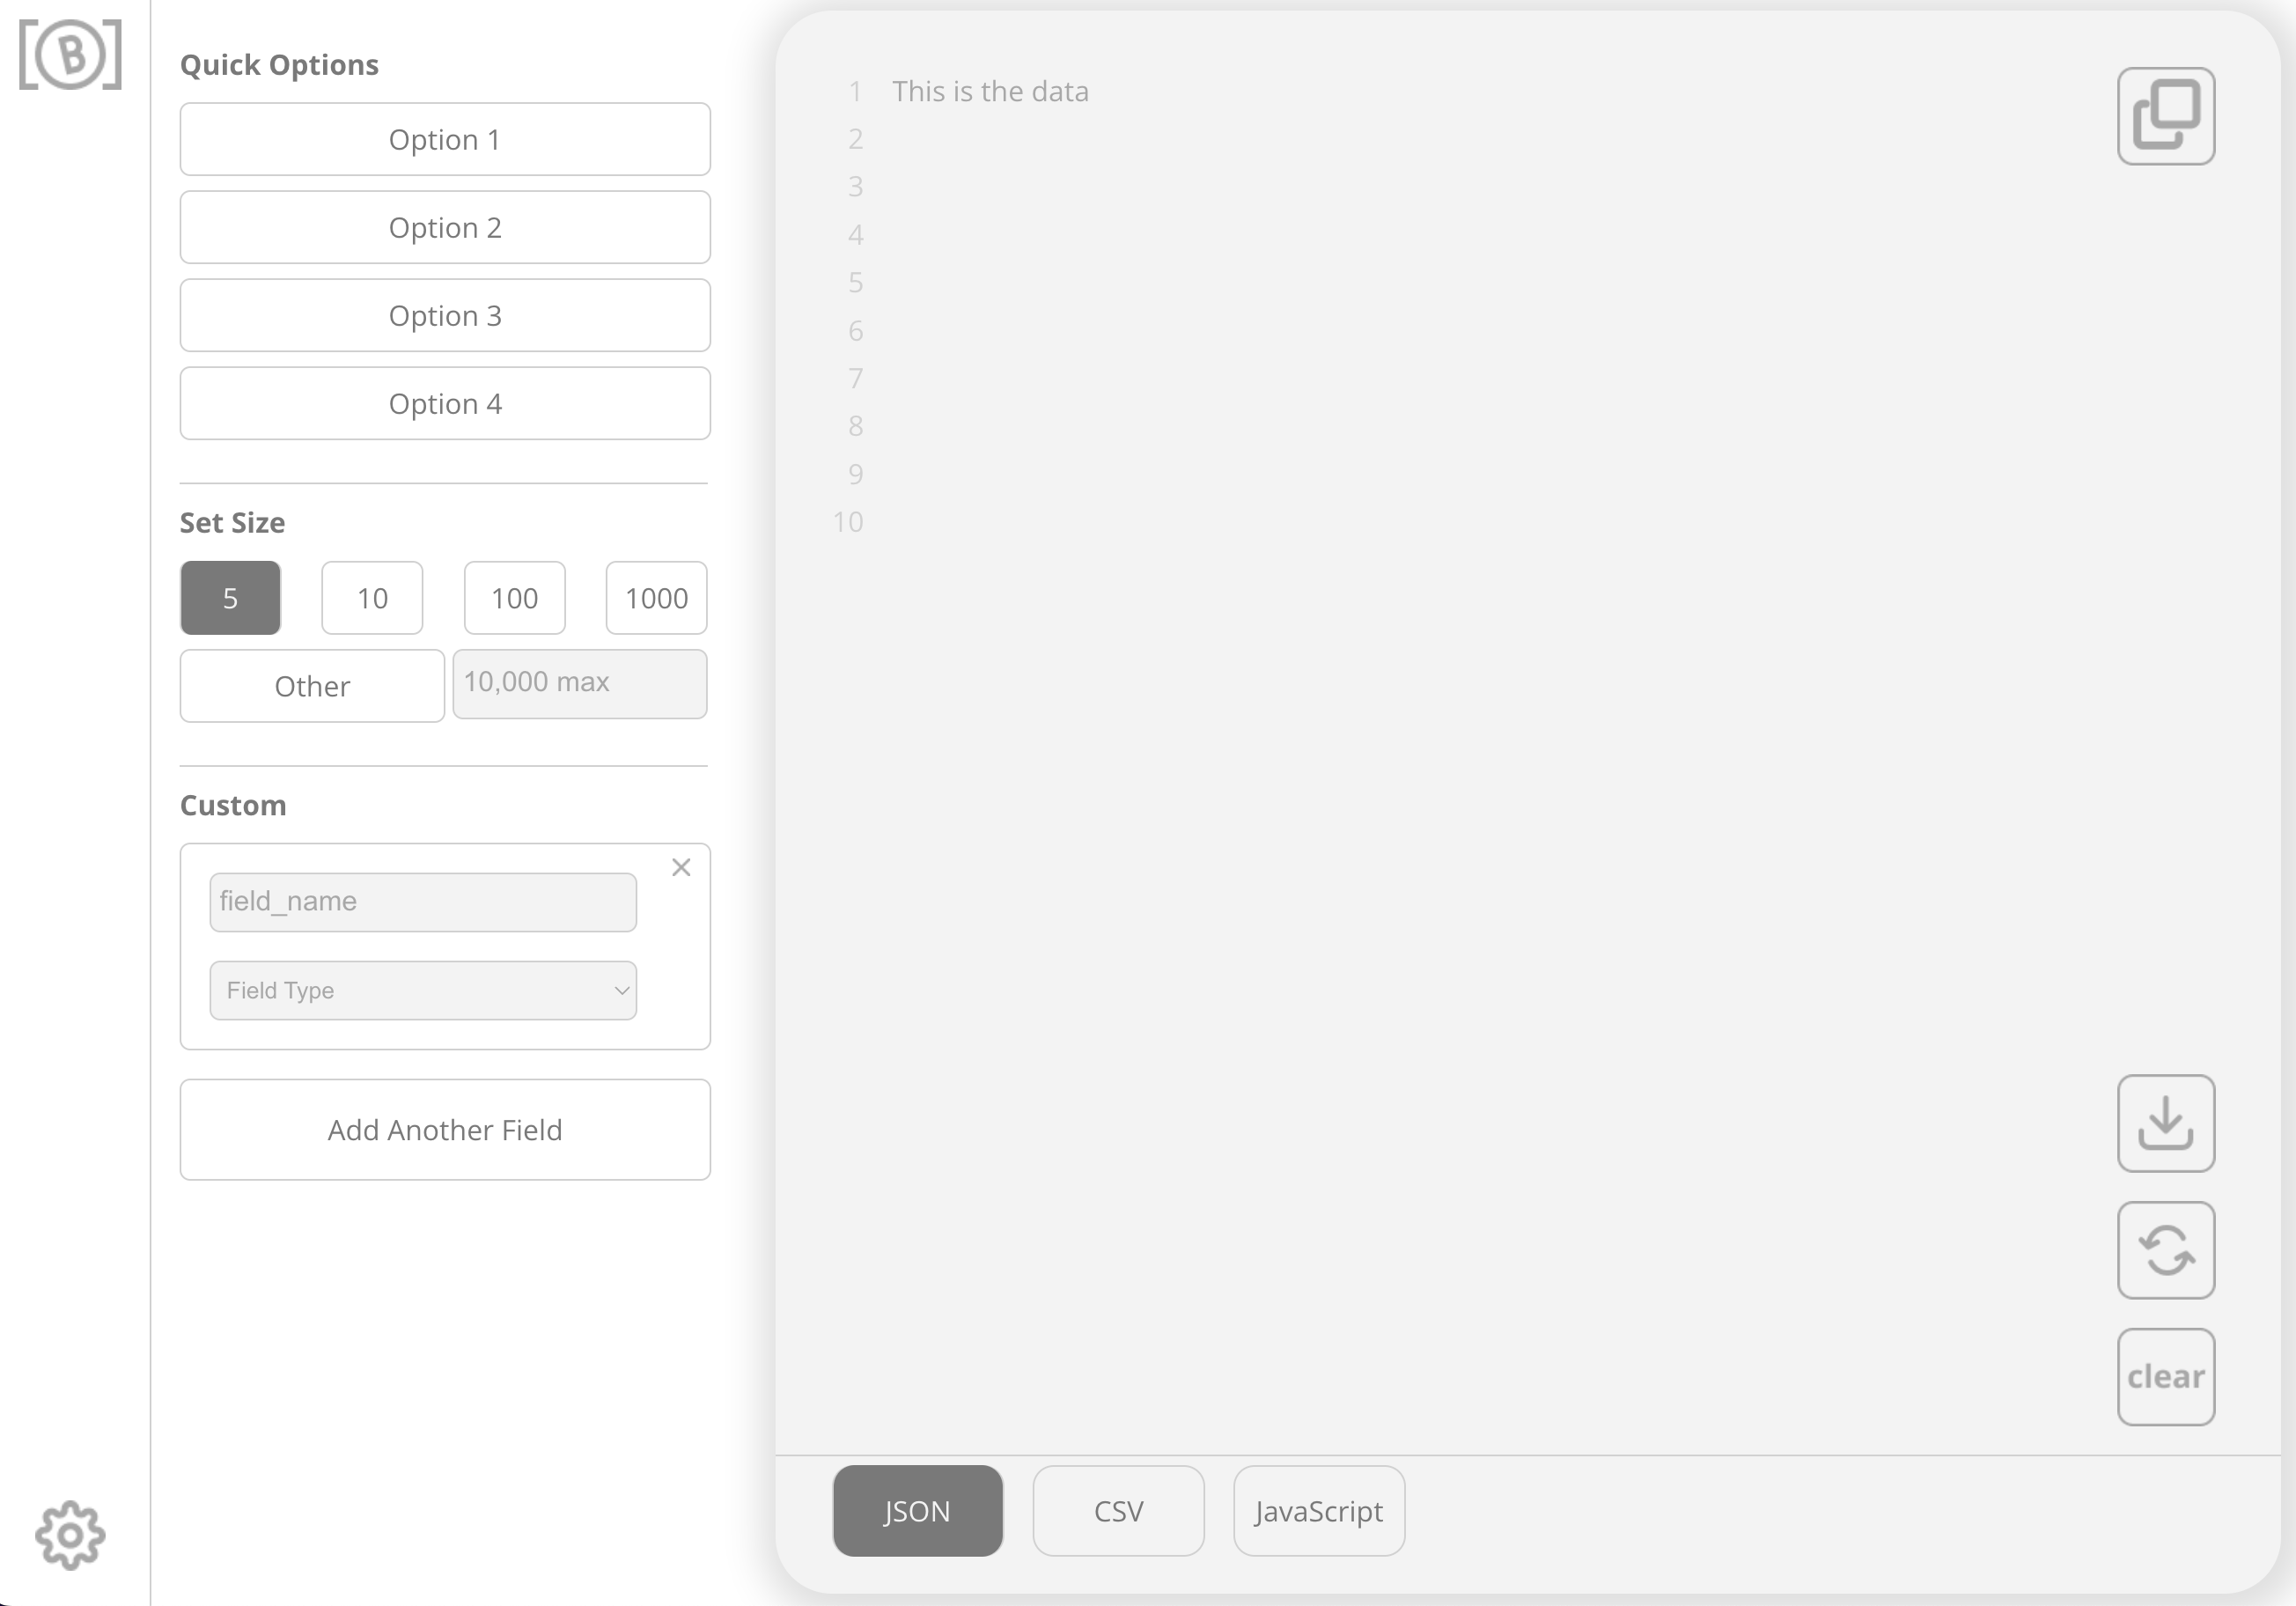 [B]
Quick Options
Option 1
Option 2
Option 3
Option 4
Set Size
5 10 100 1000
Other 10,000 max
Custom
field_name
Field Type
Add Another Field
1 This is the data
2
3
4
5
6
7
8
9
10
clear
JSON CSV JavaScript